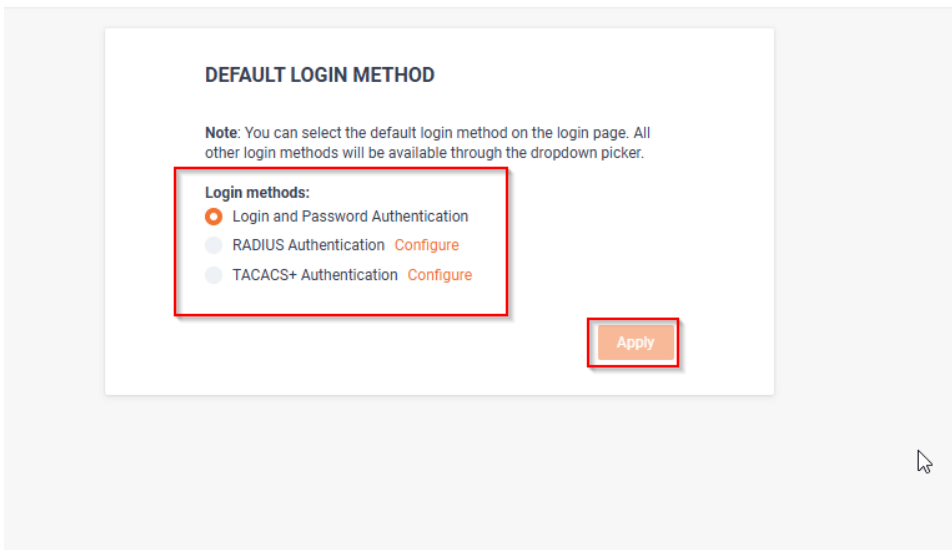 DEFAULT LOGIN METHOD
Note: You can select the default login method on the login page. All
other login methods will be available through the dropdown picker.
Login methods:
Login and Password Authentication
RADIUS Authentication Configure
TACACS+ Authentication Configure
Apply